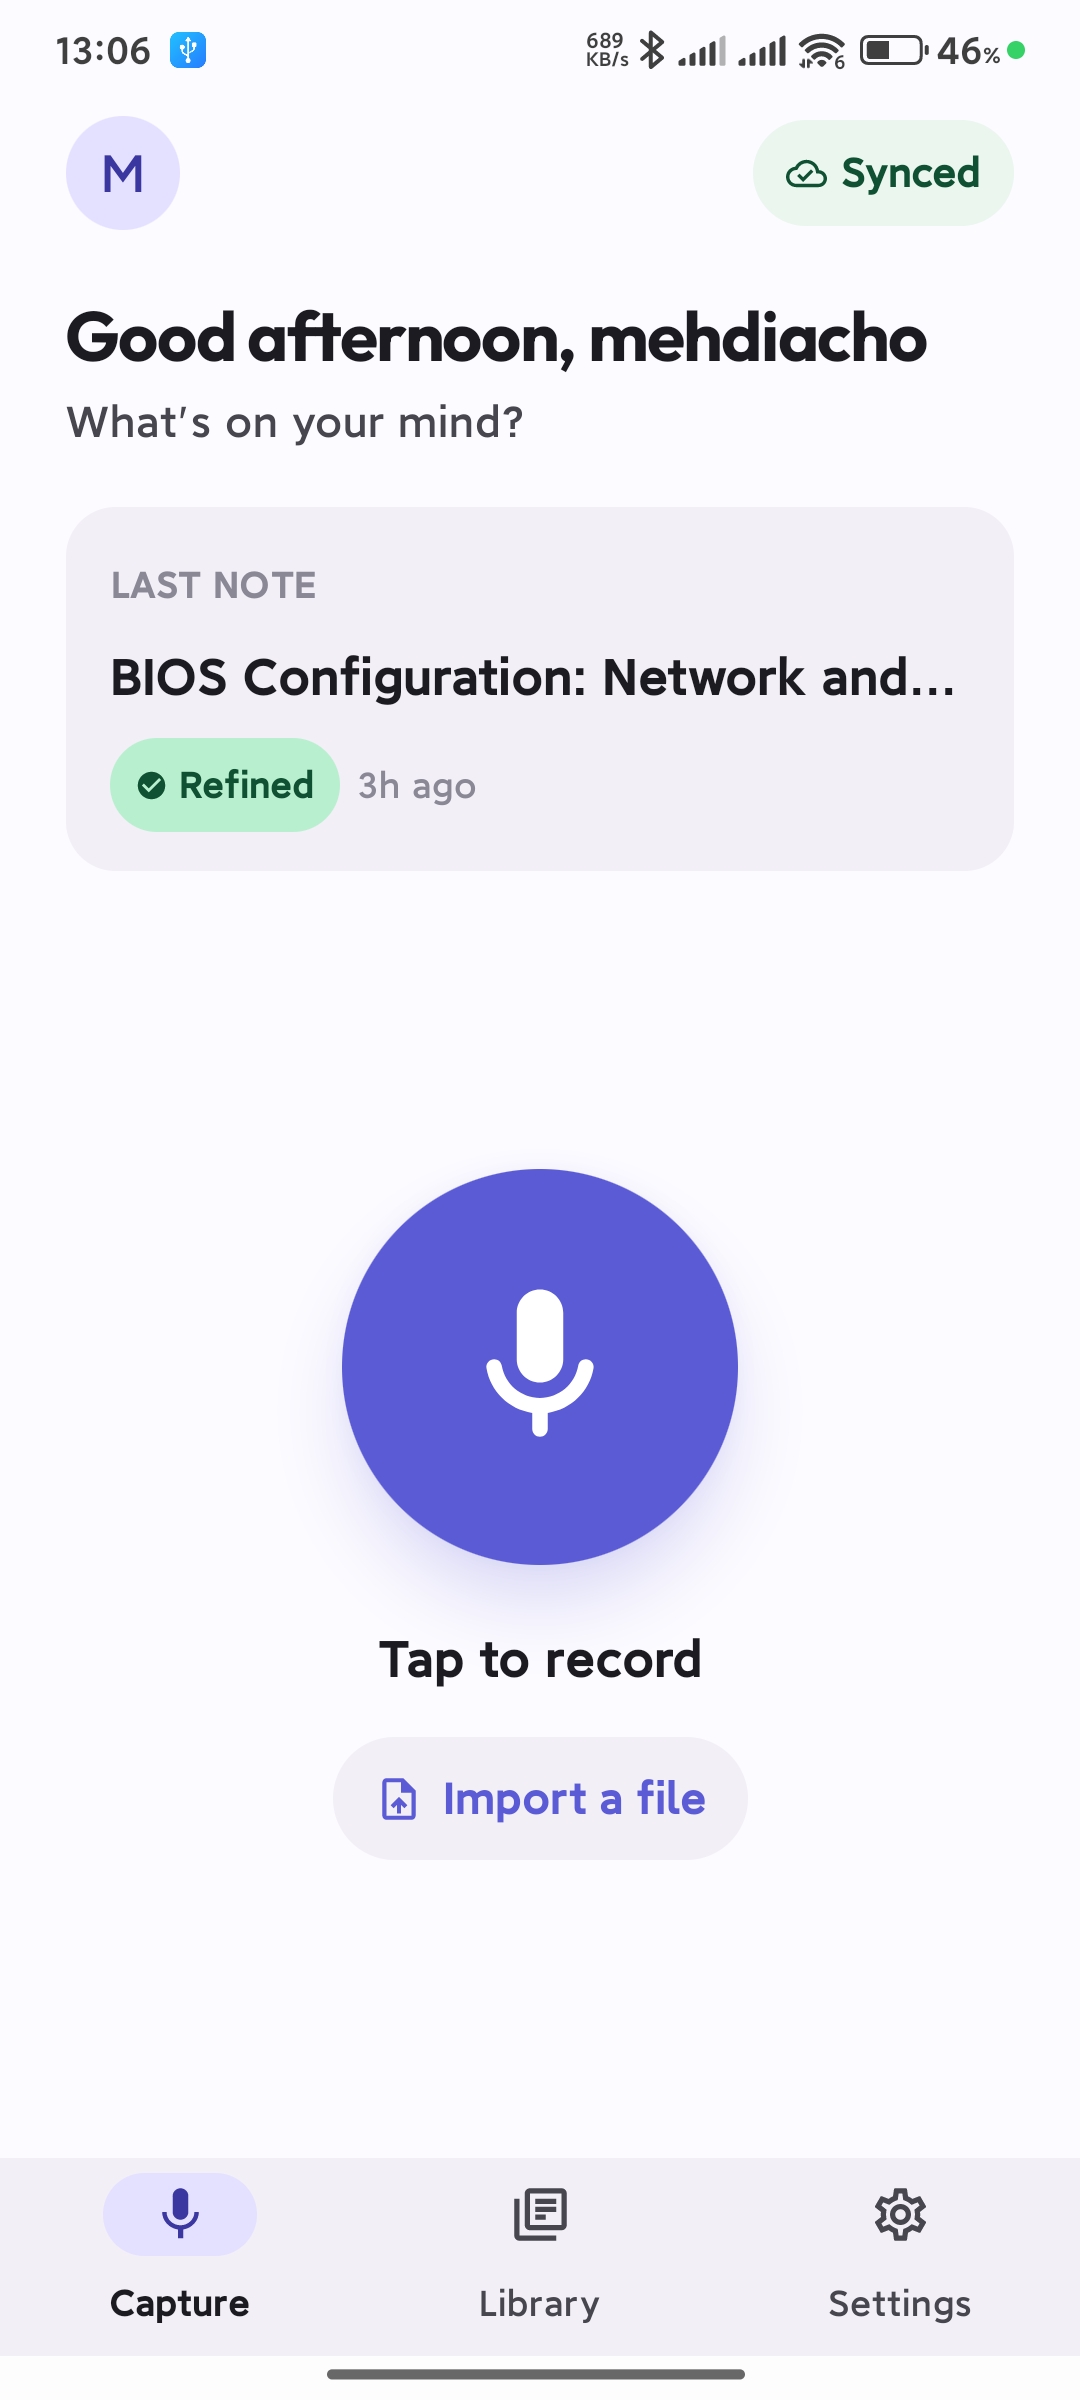 13:06
689 KB/s
6
46%
M
Synced
Good afternoon, mehdiacho
What's on your mind?
LAST NOTE
BIOS Configuration: Network and...
Refined 3h ago
Tap to record
Import a file
Capture Library Settings